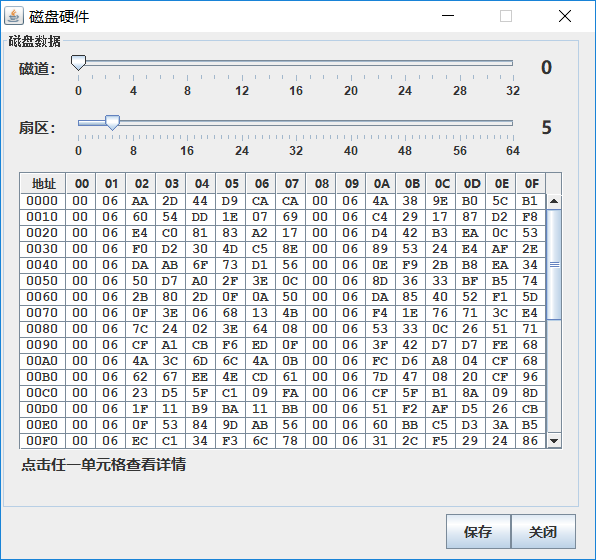 磁盘硬件
磁盘数据
磁道: 0
0 4 8 12 16 20 24 28 32
扇区: 5
0 8 16 24 32 40 48 56 64
地址 00 01 02 03 04 05 06 07 08 09 0A 0B 0C 0D 0E 0F
0000 00 06 AA 2D 44 D9 CA CA 00 06 4A 38 9E B0 5C B1
0010 00 06 60 54 DD 1E 07 69 00 06 C4 29 17 87 D2 F8
0020 00 06 E4 C0 81 83 A2 17 00 06 D4 42 B3 EA 0C 53
0030 00 06 F0 D2 30 4D C5 8E 00 06 89 53 24 E4 AF 2E
0040 00 06 DA AB 6F 73 D1 56 00 06 0E F9 2B B8 EA 34
0050 00 06 50 D7 A0 2F 3E 0C 00 06 8D 36 33 BF B5 74
0060 00 06 2B 80 2D 0F 0A 50 00 06 DA 85 40 52 F1 5D
0070 00 06 0F 3E 06 68 13 4B 00 06 F4 1E 76 71 3C E4
0080 00 06 7C 24 02 3E 64 08 00 06 53 33 0C 26 51 71
0090 00 06 CF A1 CB F6 ED 0F 00 06 3F 42 D7 D7 FE 68
00A0 00 06 4A 3C 6D 6C 4A 0B 00 06 FC D6 A8 04 CF 68
00B0 00 06 62 67 EE 4E CD 61 00 06 7D 47 08 20 CF 96
00C0 00 06 23 D5 5F C1 09 FA 00 06 CF 5F B1 8A 09 8D
00D0 00 06 1F 11 B9 BA 11 BB 00 06 51 F2 AF D5 26 CB
00E0 00 06 0F 53 84 9D AB 56 00 06 60 BB C5 D3 3A B5
00F0 00 06 EC C1 34 F3 6C 78 00 06 31 2C F5 29 24 86
点击任一单元格查看详情
保存 关闭